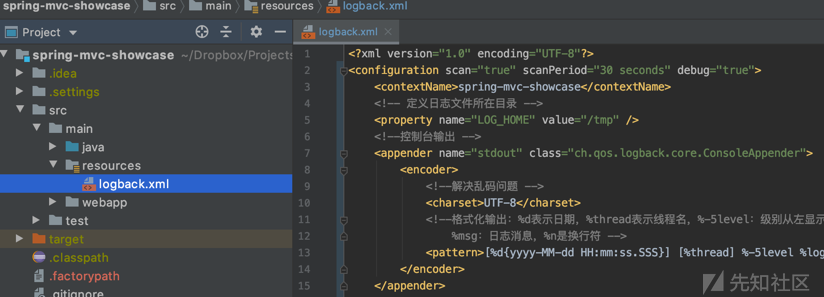 spring-mvc-showcase src main resources logback.xml
Project
spring-mvc-showcase ~/Dropbox/Projects
.idea
.settings
src
main
java
resources
logback.xml
webapp
test
target
.classpath
.factorypath
.gitignore
logback.xml
1 <?xml version="1.0" encoding="UTF-8"?>
2 <configuration scan="true" scanPeriod="30 seconds" debug="true">
3 <contextName>spring-mvc-showcase</contextName>
4 <!-- 定义日志文件所在目录 -->
5 <property name="LOG_HOME" value="/tmp" />
6 <!--控制台输出 -->
7 <appender name="stdout" class="ch.qos.logback.core.ConsoleAppender">
8 <encoder>
9 <!--解决乱码问题 -->
10 <charset>UTF-8</charset>
11 <!--格式化输出：%d表示日期，%thread表示线程名，%-5level：级别从左显示
12 %msg：日志消息，%n是换行符 -->
13 <pattern>[%d{yyyy-MM-dd HH:mm:ss.SSS}] [%thread] %-5level %log
14 </encoder>
15 </appender>
先知社区